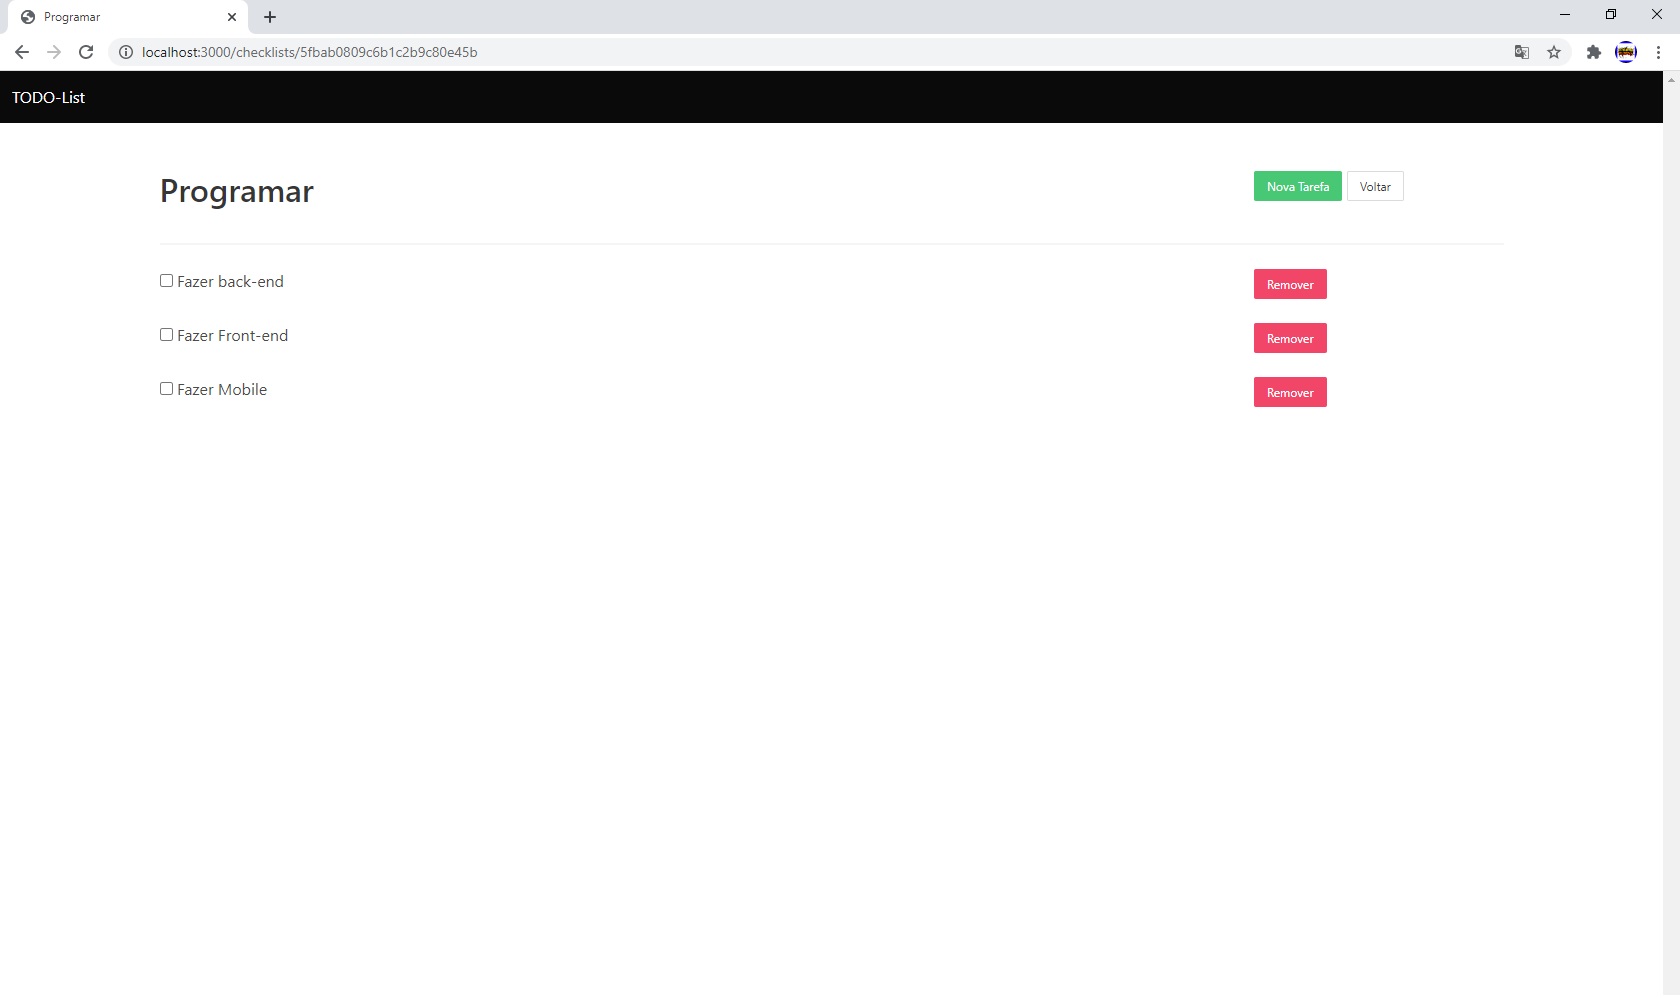 Programar
localhost:3000/checklists/5fbab0809c6b1c2b9c80e45b
TODO-List
Programar
Nova Tarefa Voltar
Fazer back-end Remover
Fazer Front-end Remover
Fazer Mobile Remover